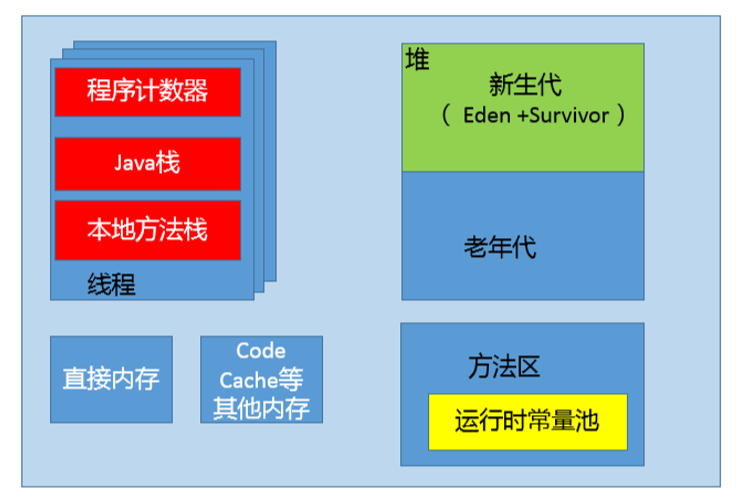 程序计数器
Java栈
本地方法栈
线程
堆
新生代
（ Eden +Survivor ）
老年代
直接内存
Code
Cache等
其他内存
方法区
运行时常量池